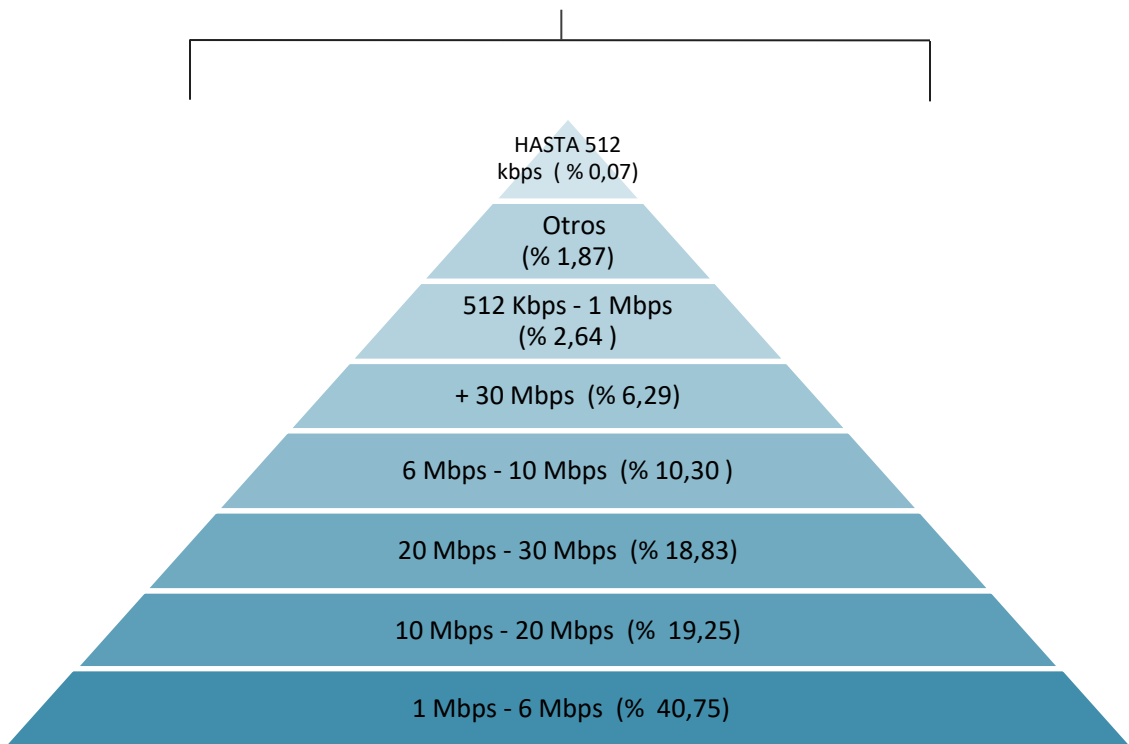 HASTA 512
kbps ( % 0,07)
Otros
(% 1,87)
512 Kbps - 1 Mbps
(% 2,64 )
+ 30 Mbps (% 6,29)
6 Mbps - 10 Mbps (% 10,30 )
20 Mbps - 30 Mbps (% 18,83)
10 Mbps - 20 Mbps (% 19,25)
1 Mbps - 6 Mbps (% 40,75)